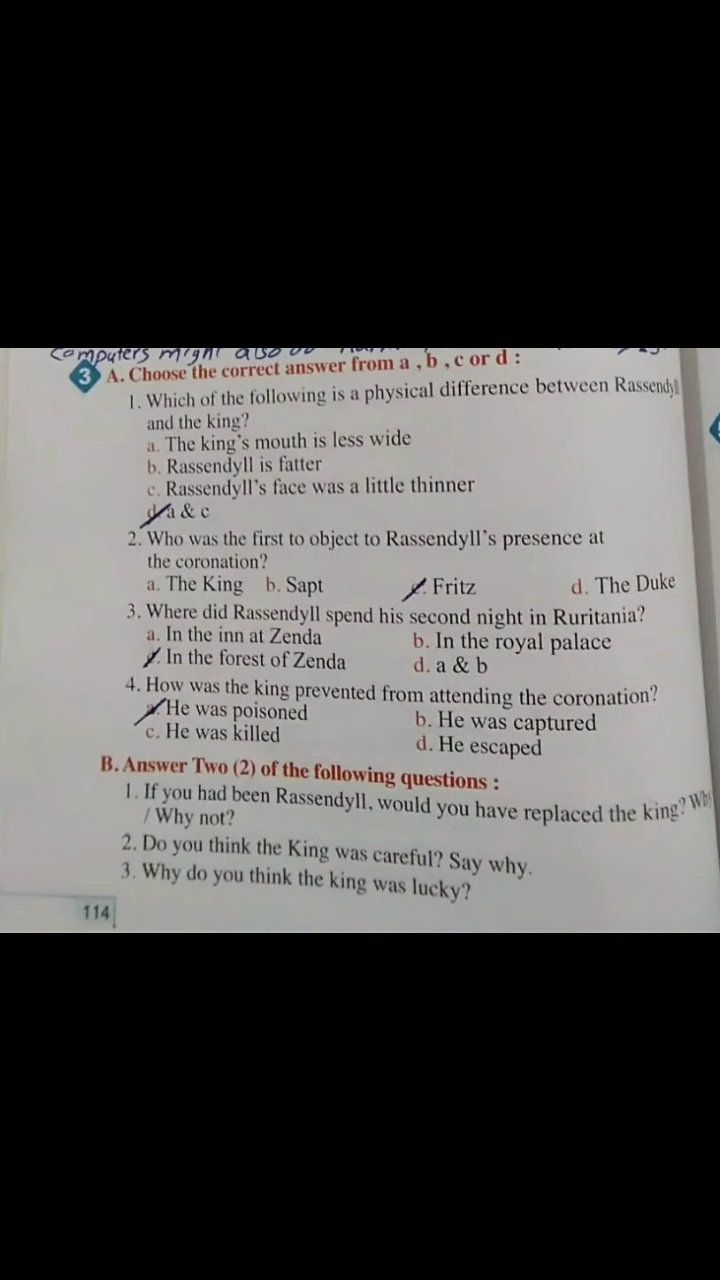 computers might also
3 A. Choose the correct answer from a , b , c or d :
1. Which of the following is a physical difference between Rassendyll
and the king?
a. The king's mouth is less wide
b. Rassendyll is fatter
c. Rassendyll's face was a little thinner
d. a & c
2. Who was the first to object to Rassendyll's presence at
the coronation?
a. The King b. Sapt c. Fritz d. The Duke
3. Where did Rassendyll spend his second night in Ruritania?
a. In the inn at Zenda b. In the royal palace
c. In the forest of Zenda d. a & b
4. How was the king prevented from attending the coronation?
a. He was poisoned b. He was captured
c. He was killed d. He escaped
B. Answer Two (2) of the following questions :
1. If you had been Rassendyll, would you have replaced the king? Why
/ Why not?
2. Do you think the King was careful? Say why.
3. Why do you think the king was lucky?
114